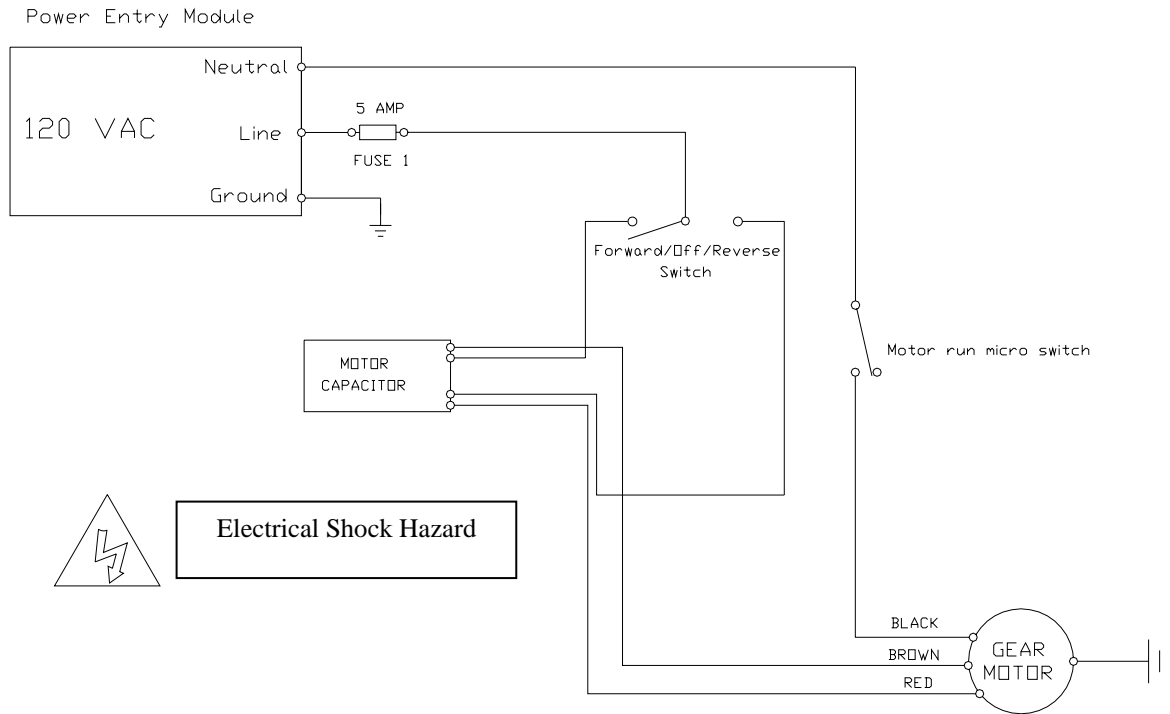 Power Entry Module
Neutral
120 VAC
Line
Ground
5 AMP
FUSE 1
Forward/Off/Reverse
Switch
Motor run micro switch
MOTOR
CAPACITOR
Electrical Shock Hazard
BLACK
BROWN
RED
GEAR
MOTOR